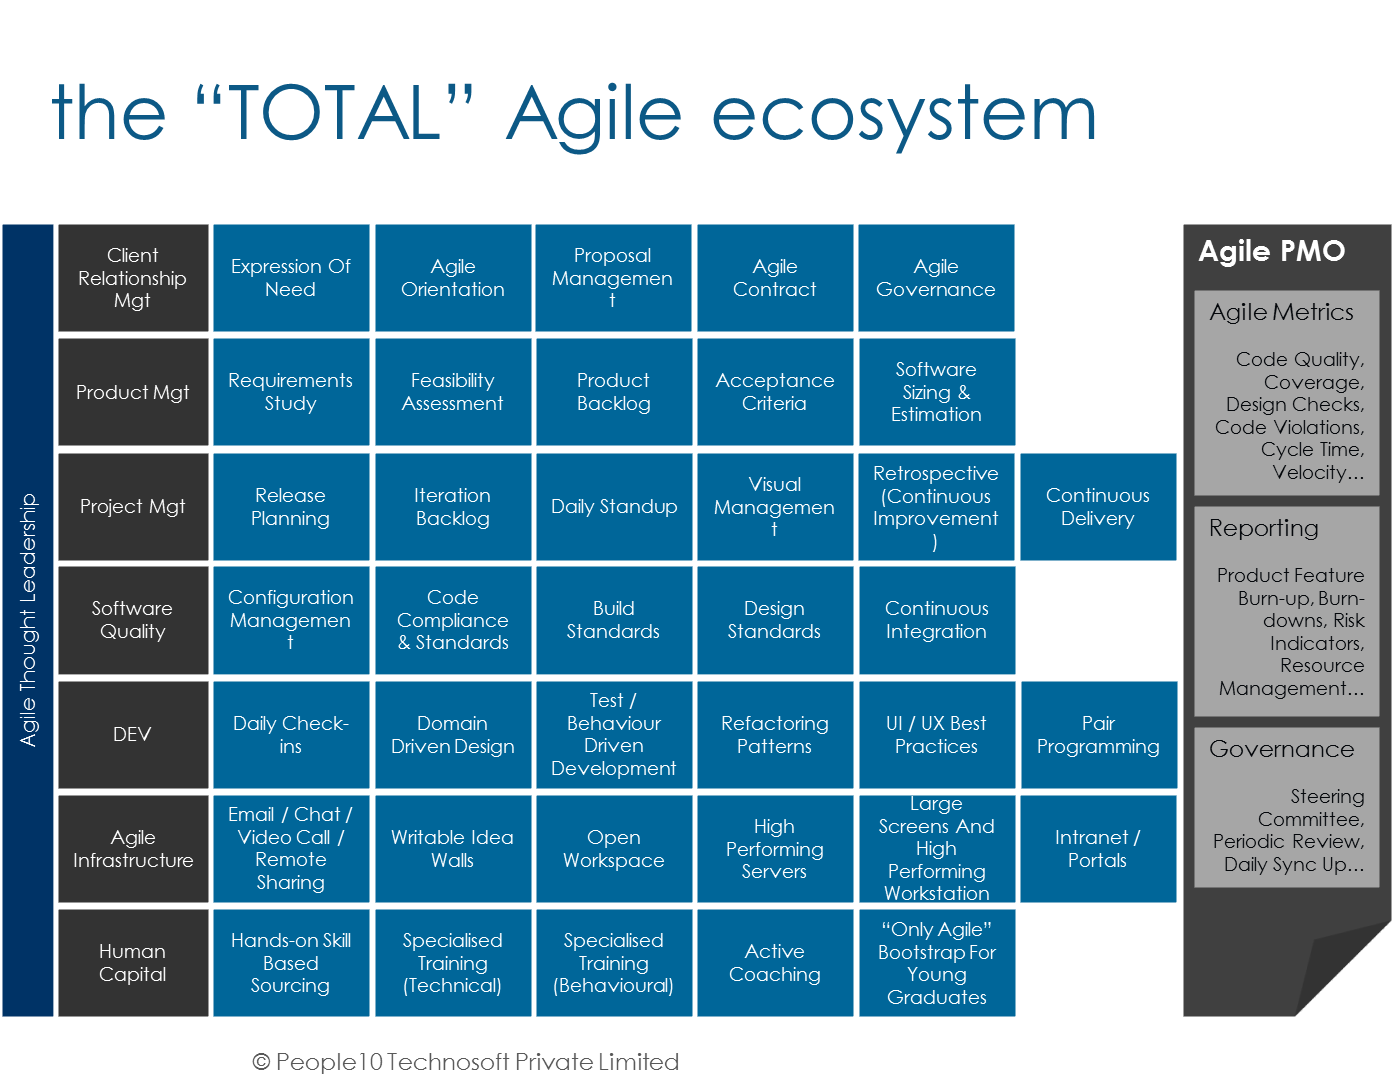 the “TOTAL” Agile ecosystem
Agile Thought Leadership
Client
Relationship
Mgt
Expression Of
Need
Agile
Orientation
Proposal
Managemen
t
Agile
Contract
Agile
Governance
Product Mgt
Requirements
Study
Feasibility
Assessment
Product
Backlog
Acceptance
Criteria
Software
Sizing &
Estimation
Project Mgt
Release
Planning
Iteration
Backlog
Daily Standup
Visual
Managemen
t
Retrospective
(Continuous
Improvement
)
Continuous
Delivery
Software
Quality
Configuration
Managemen
t
Code
Compliance
& Standards
Build
Standards
Design
Standards
Continuous
Integration
DEV
Daily Check-
ins
Domain
Driven Design
Test /
Behaviour
Driven
Development
Refactoring
Patterns
UI / UX Best
Practices
Pair
Programming
Agile
Infrastructure
Email / Chat /
Video Call /
Remote
Sharing
Writable Idea
Walls
Open
Workspace
High
Performing
Servers
Large
Screens And
High
Performing
Workstation
Intranet /
Portals
Human
Capital
Hands-on Skill
Based
Sourcing
Specialised
Training
(Technical)
Specialised
Training
(Behavioural)
Active
Coaching
“Only Agile”
Bootstrap For
Young
Graduates
Agile PMO
Agile Metrics
Code Quality,
Coverage,
Design Checks,
Code Violations,
Cycle Time,
Velocity...
Reporting
Product Feature
Burn-up, Burn-
downs, Risk
Indicators,
Resource
Management...
Governance
Steering
Committee,
Periodic Review,
Daily Sync Up...
© People10 Technosoft Private Limited